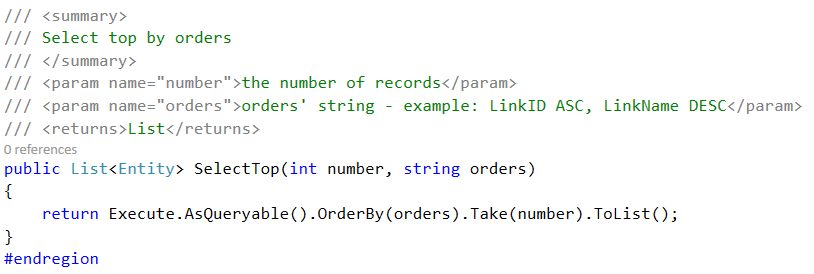 /// <summary>
/// Select top by orders
/// </summary>
/// <param name="number">the number of records</param>
/// <param name="orders">orders' string - example: LinkID ASC, LinkName DESC</param>
/// <returns>List</returns>
0 references
public List<Entity> SelectTop(int number, string orders)
{
    return Execute.AsQueryable().OrderBy(orders).Take(number).ToList();
}
#endregion